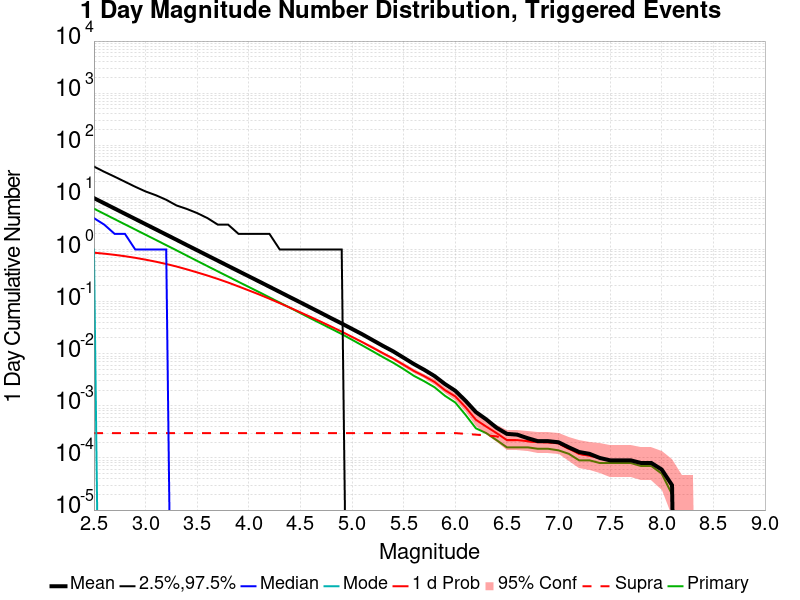 1 Day Magnitude Number Distribution, Triggered Events
1 Day Cumulative Number
10 4
10 3
10 2
10 1
10 0
10 -1
10 -2
10 -3
10 -4
10 -5
2.5 3.0 3.5 4.0 4.5 5.0 5.5 6.0 6.5 7.0 7.5 8.0 8.5 9.0
Magnitude
Mean 2.5%,97.5% Median Mode 1 d Prob 95% Conf Supra Primary